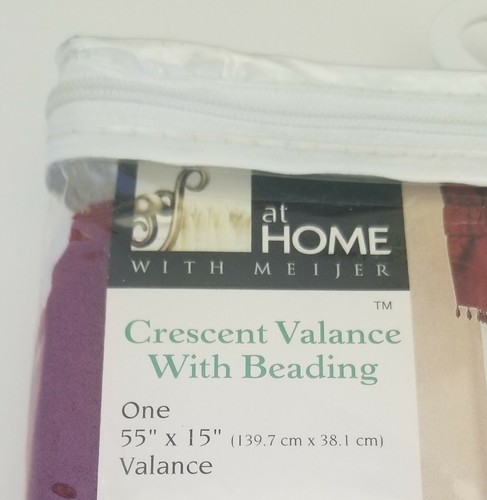 at
HOME
WITH MEIJER
TM
Crescent Valance
With Beading
One
55" x 15" (139.7 cm x 38.1 cm)
Valance